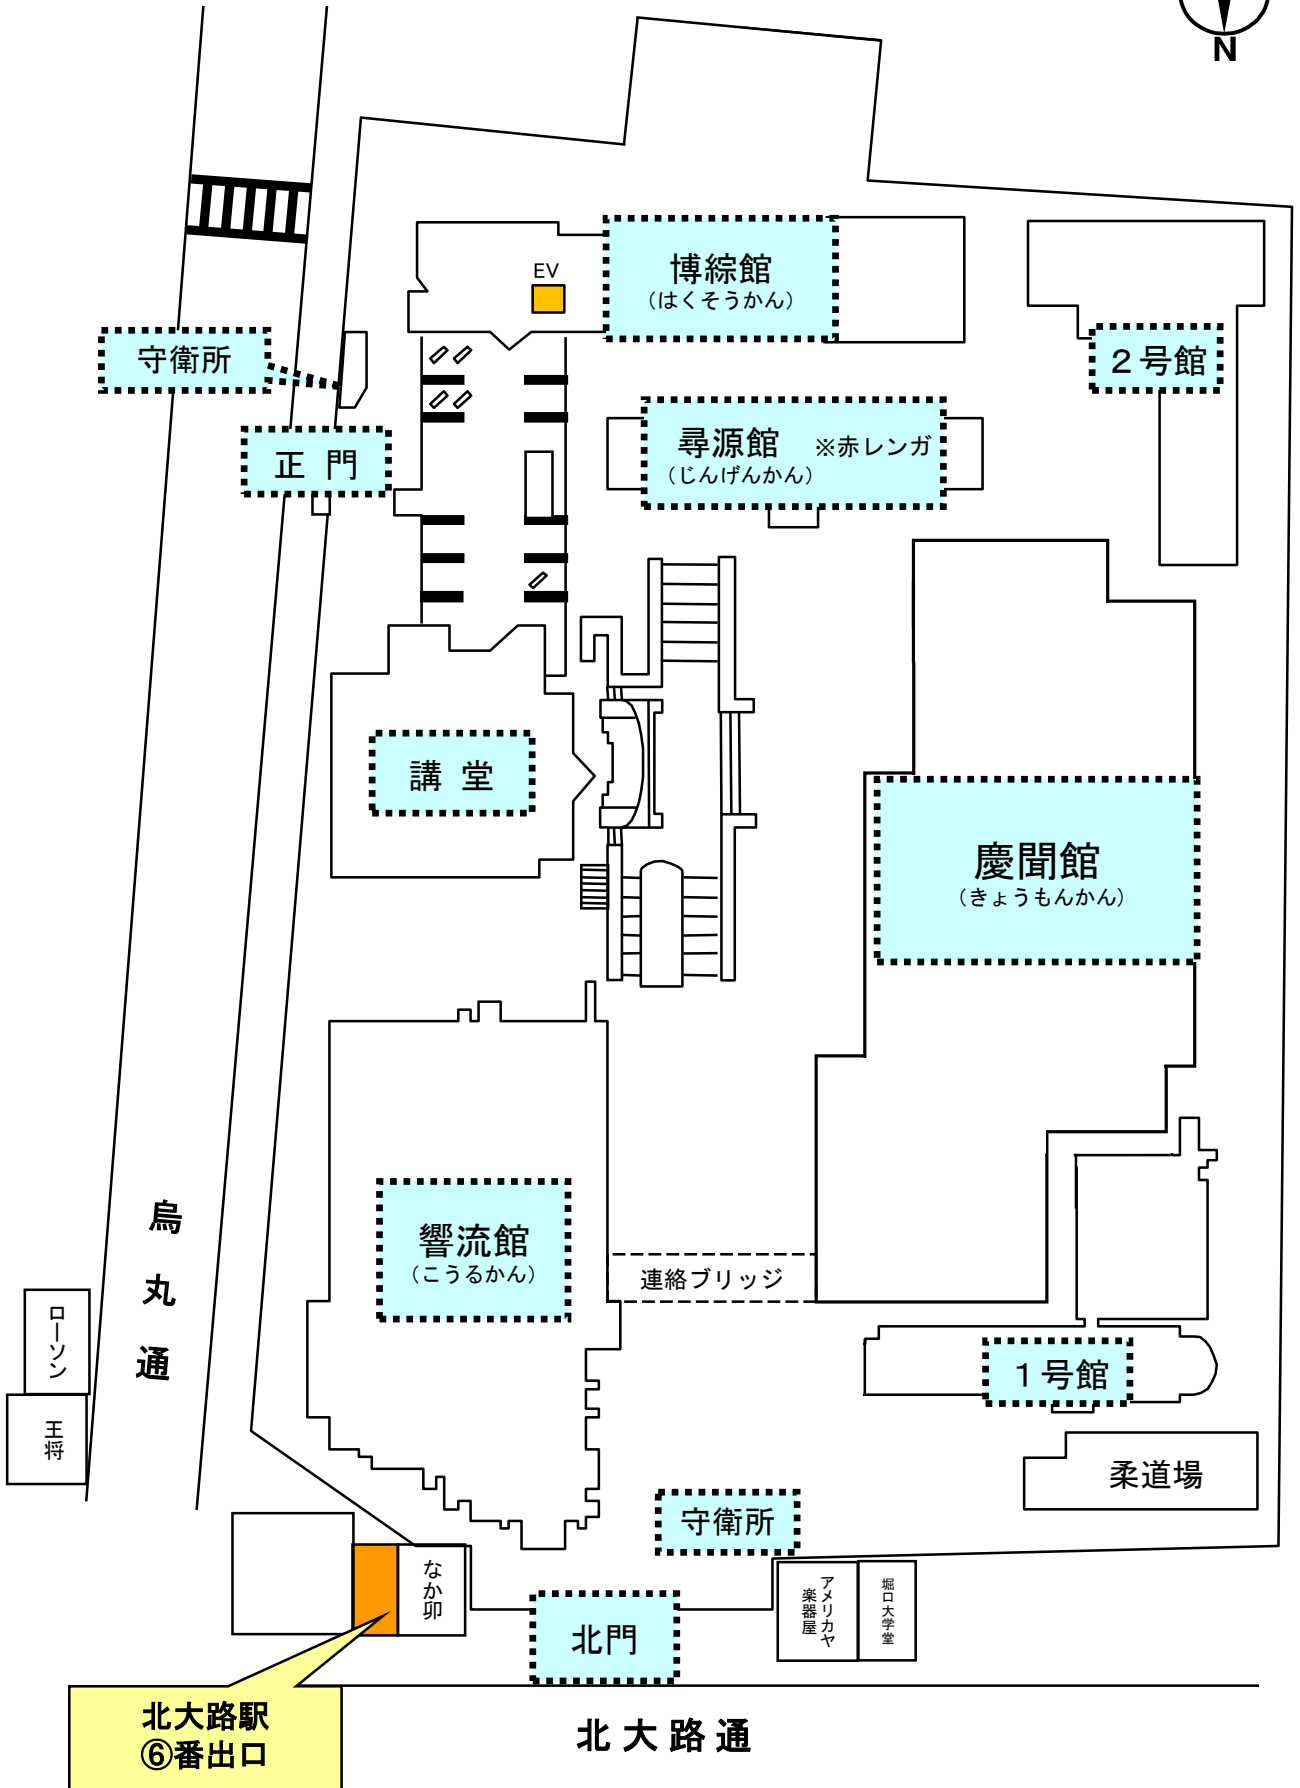 N
EV
博綜館
（はくそうかん）
守衛所
２号館
正 門
尋源館 ※赤レンガ
（じんげんかん）
講 堂
慶聞館
（きょうもんかん）
烏丸通
響流館
（こうるかん）
連絡ブリッジ
ローソン
王将
１号館
柔道場
守衛所
なか卯
アメリカヤ
楽器屋
堀口大学堂
北門
北大路駅
⑥番出口
北大路通